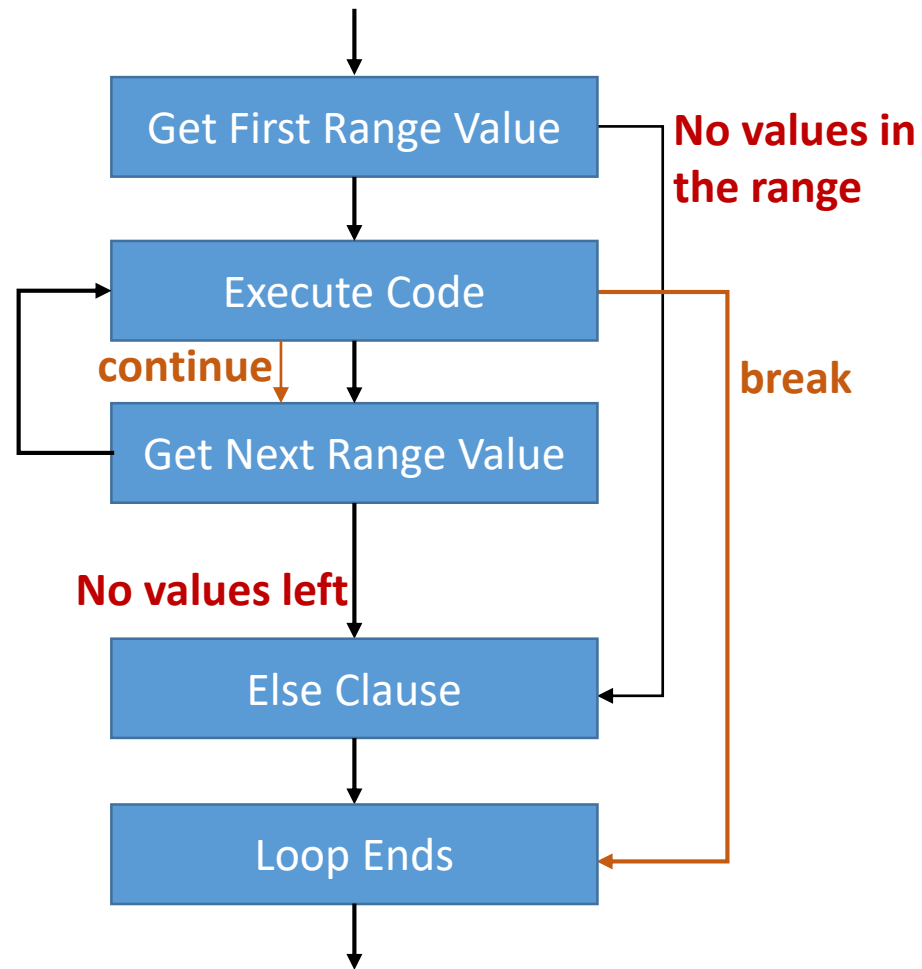 Get First Range Value
No values in
the range
Execute Code
continue
break
Get Next Range Value
No values left
Else Clause
Loop Ends